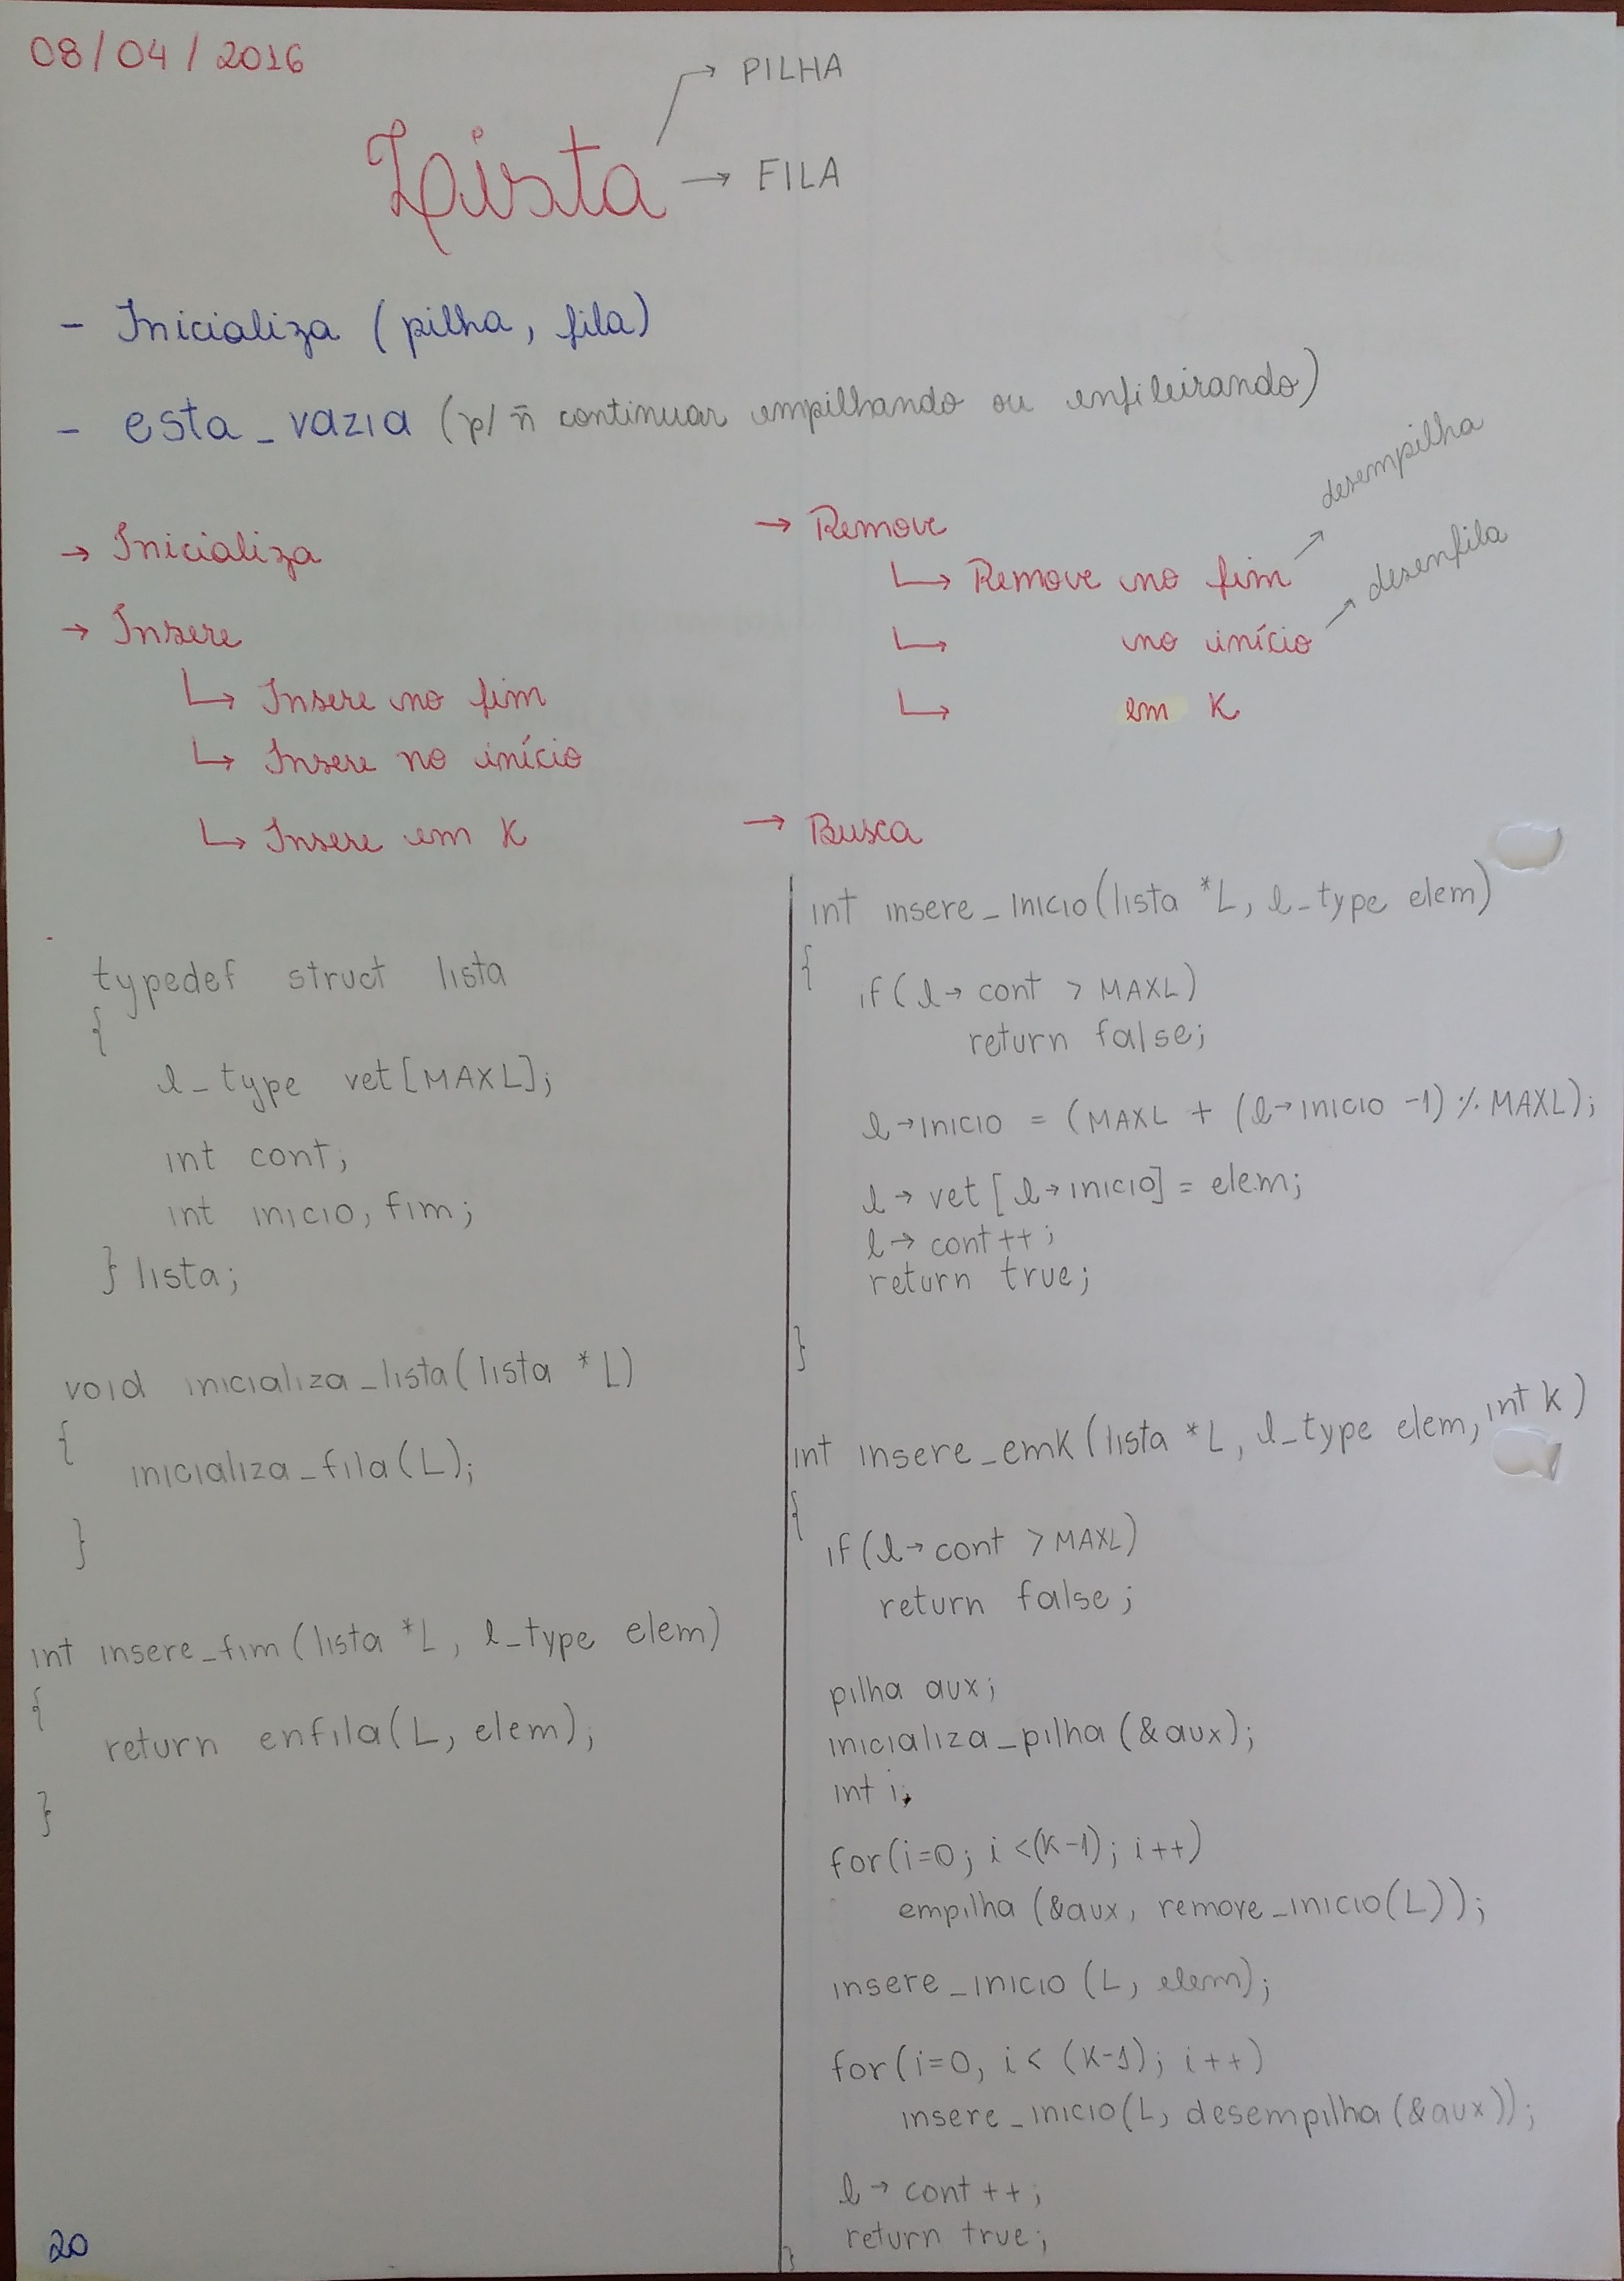 08/04/2016
→ PILHA
Lista → FILA
- Inicializa (pilha, fila)
- esta_vazia (p/ ñ continuar empilhando ou enfileirando)
→ Inicializa
→ Insere
↳ Insere no fim
↳ Insere no início
↳ Insere em K
→ Remove
↳ Remove no fim → desempilha
↳ no início → desenfila
↳ em K
→ Busca
typedef struct lista
{
l_type vet[MAXL];
int cont;
int inicio, fim;
} lista;
void inicializa_lista(lista *L)
{
inicializa_fila(L);
}
int insere_fim(lista *L, l_type elem)
{
return enfila(L, elem);
}
20
int insere_inicio(lista *L, l_type elem)
{
if(l→cont > MAXL)
return false;
l→inicio = (MAXL + (l→inicio -1) % MAXL);
l→vet[l→inicio] = elem;
l→cont++;
return true;
}
int insere_emK(lista *L, l_type elem, int k)
{
if(l→cont > MAXL)
return false;
pilha aux;
inicializa_pilha(&aux);
int i;
for(i=0; i<(K-1); i++)
empilha(&aux, remove_inicio(L));
insere_inicio(L, elem);
for(i=0, i< (K-1); i++)
insere_inicio(L, desempilha(&aux));
l→cont++;
return true;
}